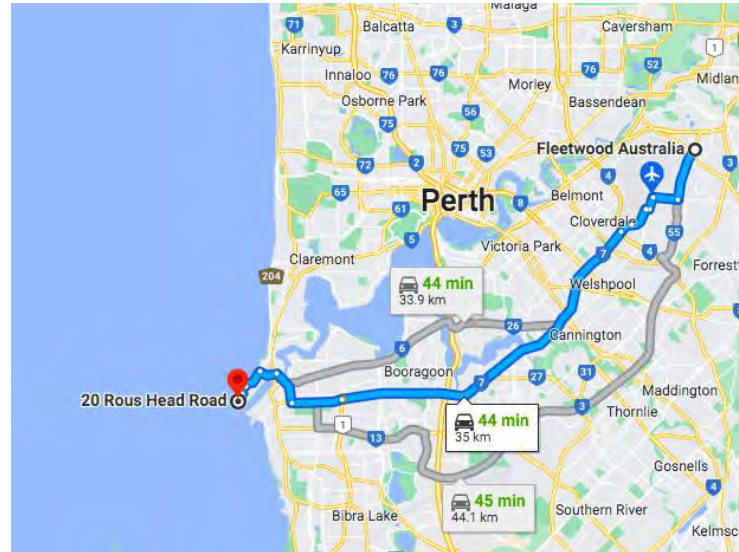 Malaga
Balcatta
3
Caversham
71
Karrinyup
76
52
1
Innaloo
76
76
Midlan
Morley
Osborne Park
Bassendean
75
75
53
Fleetwood Australia
72
2
4
3
65
Belmont
Perth
8
61
Cloverdale
5
Victoria Park
4
55
7
Claremont
Forrestf
204
44 min
33.9 km
Welshpool
26
Cannington
6
Booragoon
7
27
31
Maddington
20 Rous Head Road
44 min
35 km
3
Thornlie
1
13
Gosnells
45 min
44.1 km
4
Bibra Lake
Southern River
Kelmsc